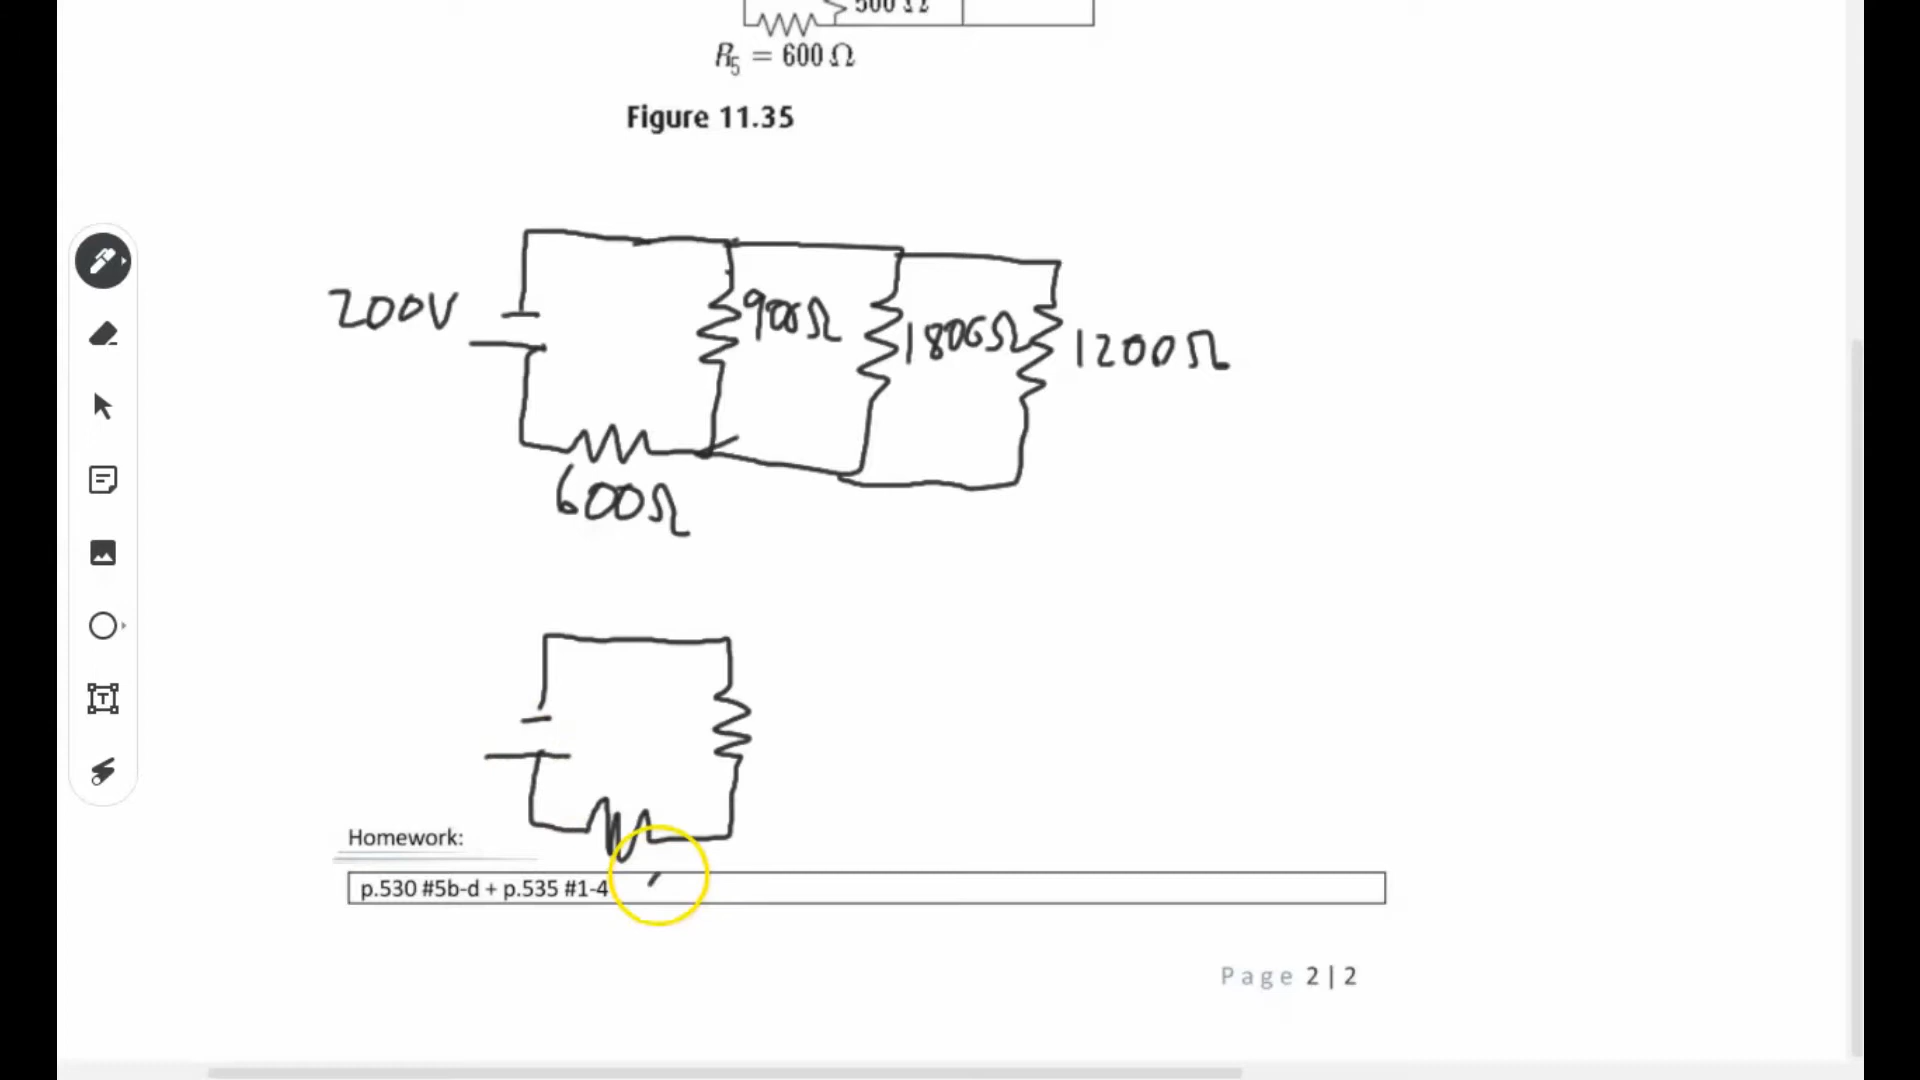 500 Ω
R5 = 600 Ω
Figure 11.35
200V
900Ω
1800Ω
1200Ω
600Ω
Homework:
p.530 #5b-d + p.535 #1-4
Page 2 | 2